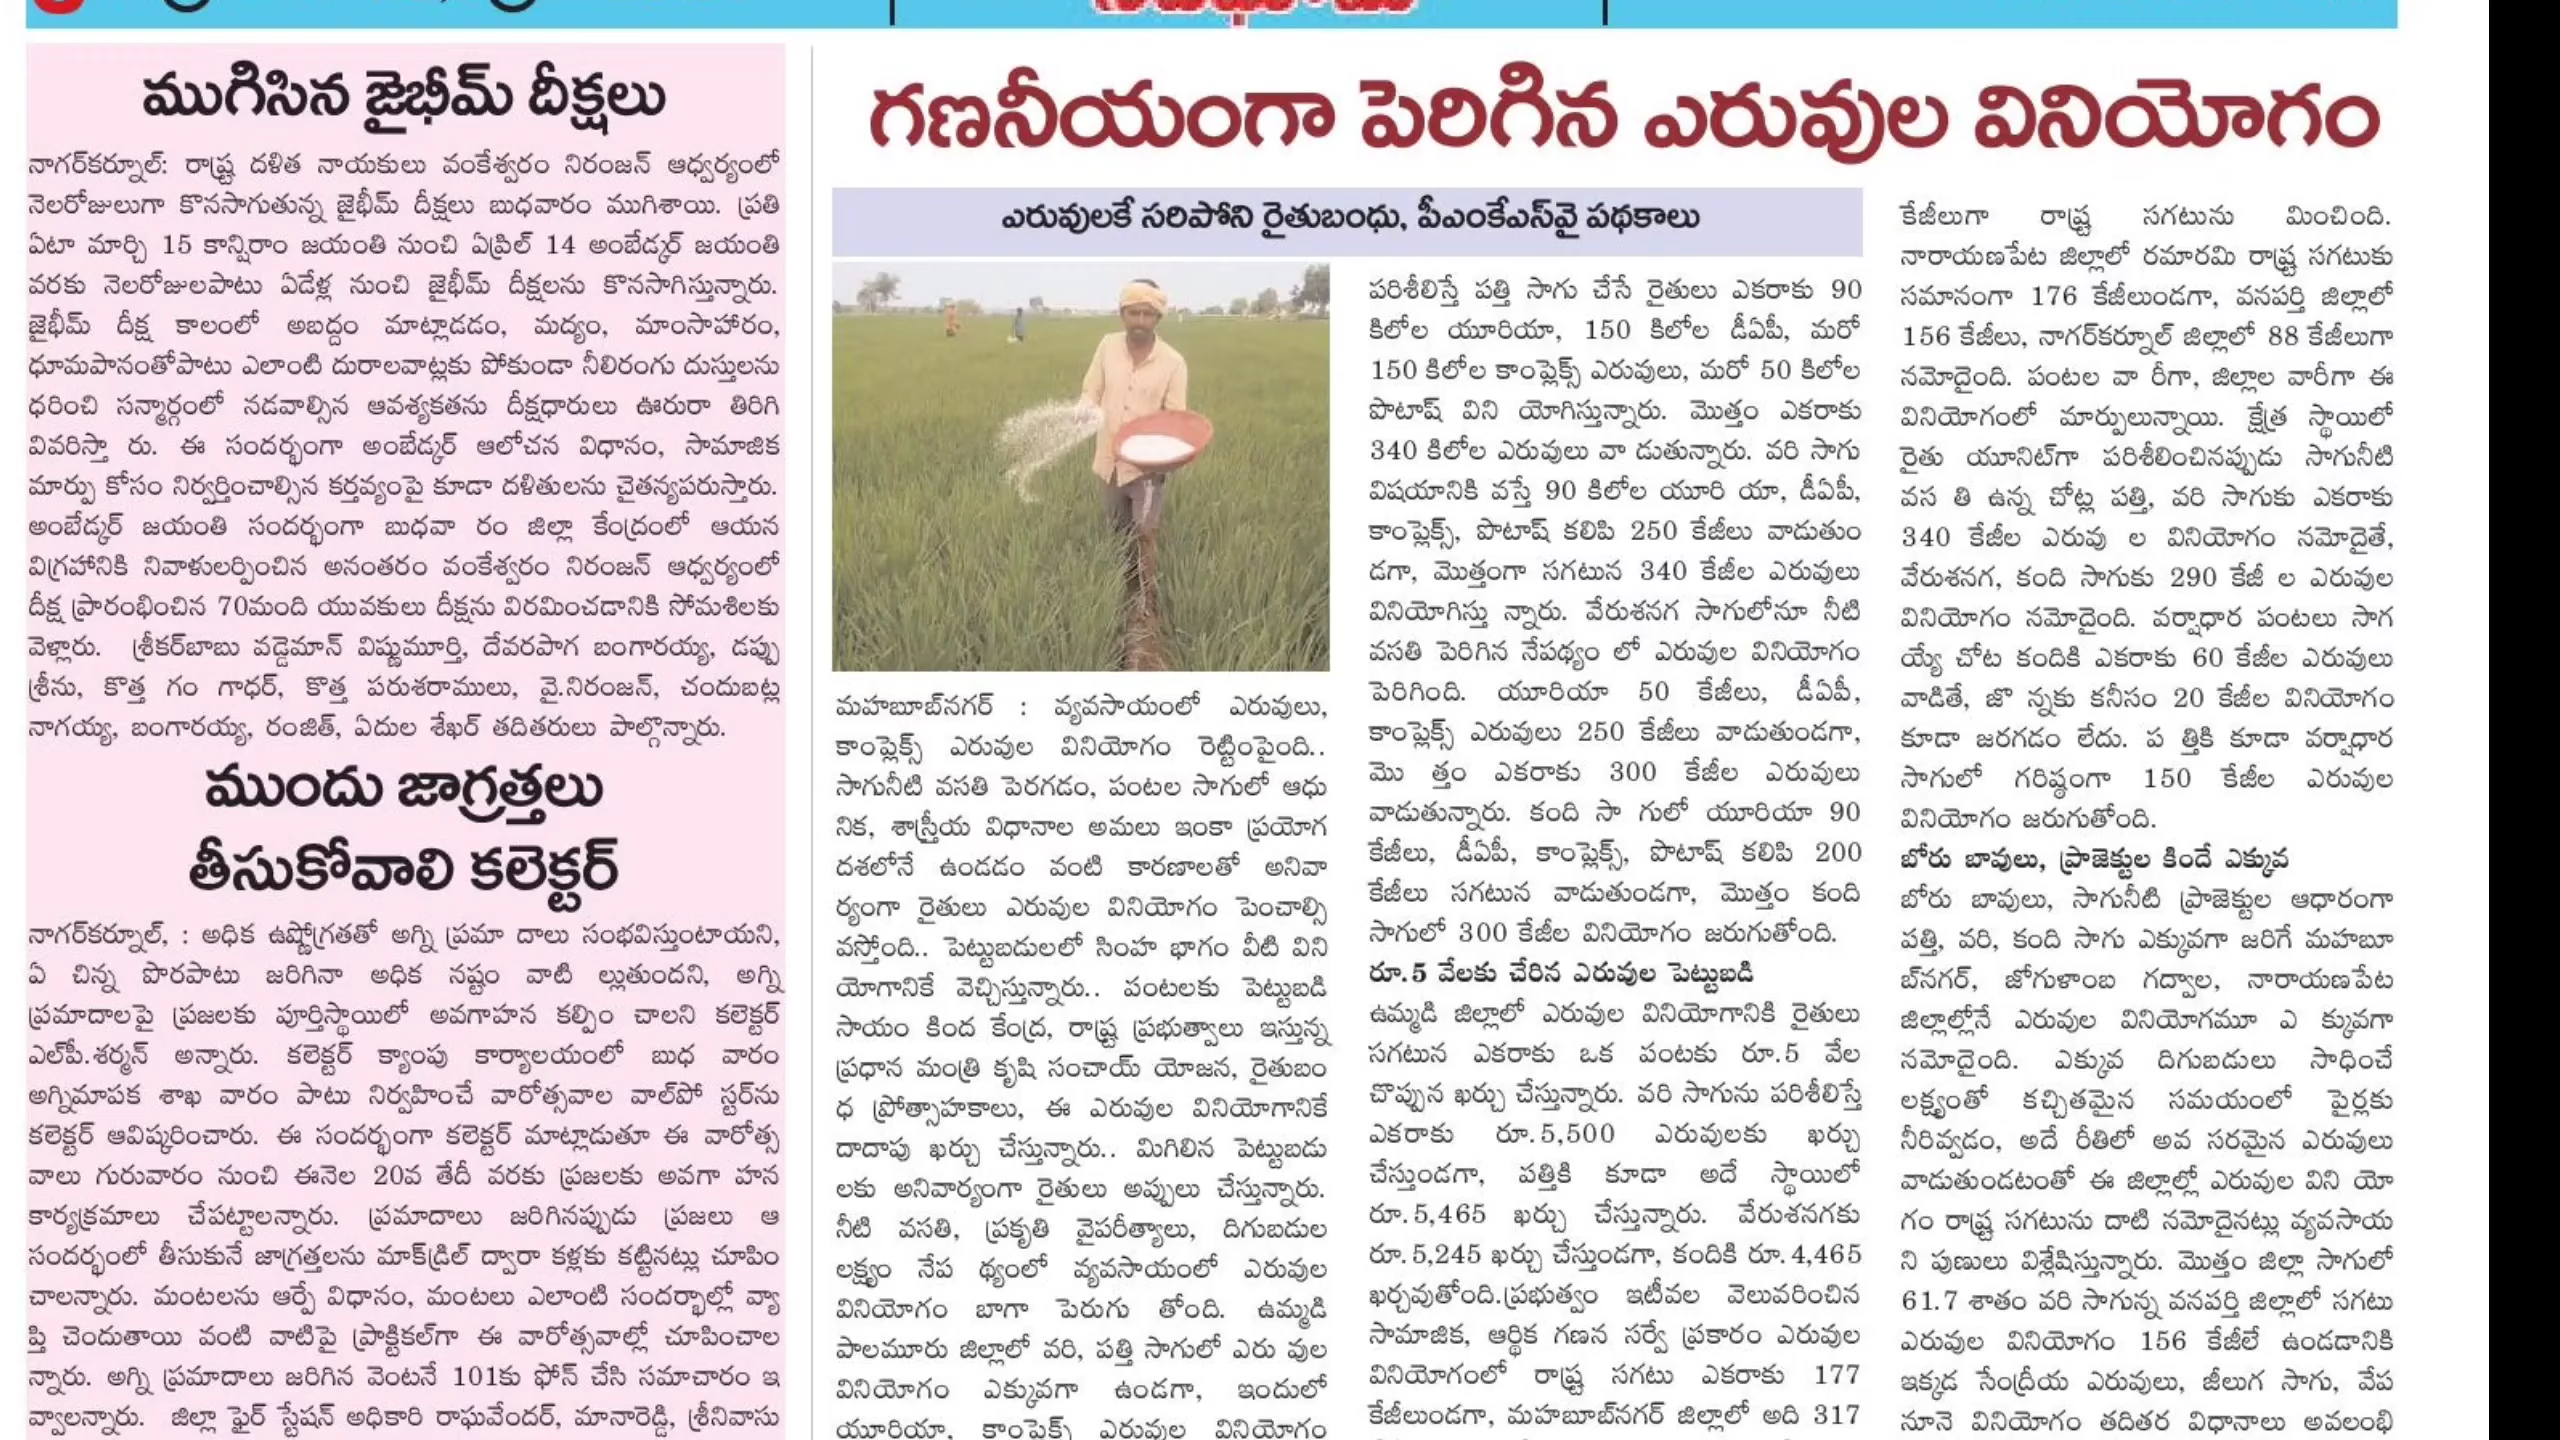 ముగిసిన జైభీమ్ దీక్షలు
నాగర్‌కర్నూల్: రాష్ట్ర దళిత నాయకులు వంకేశ్వరం నిరంజన్ ఆధ్వర్యంలో
నెలరోజులుగా కొనసాగుతున్న జైభీమ్ దీక్షలు బుధవారం ముగిశాయి. ప్రతి
ఏటా మార్చి 15 కాన్షిరాం జయంతి నుంచి ఏప్రిల్ 14 అంబేడ్కర్ జయంతి
వరకు నెలరోజులపాటు ఏడేళ్ల నుంచి జైభీమ్ దీక్షలను కొనసాగిస్తున్నారు.
జైభీమ్ దీక్ష కాలంలో అబద్దం మాట్లాడడం, మద్యం, మాంసాహారం,
ధూమపానంతోపాటు ఎలాంటి దురాలవాట్లకు పోకుండా నీలిరంగు దుస్తులను
ధరించి సన్మార్గంలో నడవాల్సిన ఆవశ్యకతను దీక్షధారులు ఊరురా తిరిగి
వివరిస్తా రు. ఈ సందర్భంగా అంబేడ్కర్ ఆలోచన విధానం, సామాజిక
మార్పు కోసం నిర్వర్తించాల్సిన కర్తవ్యంపై కూడా దళితులను చైతన్యపరుస్తారు.
అంబేడ్కర్ జయంతి సందర్భంగా బుధవా రం జిల్లా కేంద్రంలో ఆయన
విగ్రహానికి నివాళులర్పించిన అనంతరం వంకేశ్వరం నిరంజన్ ఆధ్వర్యంలో
దీక్ష ప్రారంభించిన 70మంది యువకులు దీక్షను విరమించడానికి సోమశిలకు
వెళ్లారు. శ్రీకర్‌బాబు వడ్డెమాన్ విష్ణుమూర్తి, దేవరపాగ బంగారయ్య, డప్పు
శ్రీను, కొత్త గం గాధర్, కొత్త పరుశరాములు, వై.నిరంజన్, చందుబట్ల
నాగయ్య, బంగారయ్య, రంజిత్, ఏదుల శేఖర్ తదితరులు పాల్గొన్నారు.
ముందు జాగ్రత్తలు
తీసుకోవాలి కలెక్టర్
నాగర్‌కర్నూల్, : అధిక ఉష్ణోగ్రతతో అగ్ని ప్రమా దాలు సంభవిస్తుంటాయని,
ఏ చిన్న పొరపాటు జరిగినా అధిక నష్టం వాటి ల్లుతుందని, అగ్ని
ప్రమాదాలపై ప్రజలకు పూర్తిస్థాయిలో అవగాహన కల్పిం చాలని కలెక్టర్
ఎల్‌పీ.శర్మన్ అన్నారు. కలెక్టర్ క్యాంపు కార్యాలయంలో బుధ వారం
అగ్నిమాపక శాఖ వారం పాటు నిర్వహించే వారోత్సవాల వాల్‌పో స్టర్‌ను
కలెక్టర్ ఆవిష్కరించారు. ఈ సందర్భంగా కలెక్టర్ మాట్లాడుతూ ఈ వారోత్స
వాలు గురువారం నుంచి ఈనెల 20వ తేదీ వరకు ప్రజలకు అవగా హన
కార్యక్రమాలు చేపట్టాలన్నారు. ప్రమాదాలు జరిగినప్పుడు ప్రజలు ఆ
సందర్భంలో తీసుకునే జాగ్రత్తలను మాక్‌డ్రిల్ ద్వారా కళ్లకు కట్టినట్లు చూపిం
చాలన్నారు. మంటలను ఆర్పే విధానం, మంటలు ఎలాంటి సందర్భాల్లో వ్యా
ప్తి చెందుతాయి వంటి వాటిపై ప్రాక్టికల్‌గా ఈ వారోత్సవాల్లో చూపించాల
న్నారు. అగ్ని ప్రమాదాలు జరిగిన వెంటనే 101కు ఫోన్ చేసి సమాచారం ఇ
వ్వాలన్నారు. జిల్లా ఫైర్ స్టేషన్ అధికారి రాఘవేందర్, మానారెడ్డి, శ్రీనివాసు
గణనీయంగా పెరిగిన ఎరువుల వినియోగం
ఎరువులకే సరిపోని రైతుబంధు, పీఎంకేఎస్‌వై పథకాలు
మహబూబ్‌నగర్ : వ్యవసాయంలో ఎరువులు,
కాంప్లెక్స్ ఎరువుల వినియోగం రెట్టింపైంది..
సాగునీటి వసతి పెరగడం, పంటల సాగులో ఆధు
నిక, శాస్త్రీయ విధానాల అమలు ఇంకా ప్రయోగ
దశలోనే ఉండడం వంటి కారణాలతో అనివా
ర్యంగా రైతులు ఎరువుల వినియోగం పెంచాల్సి
వస్తోంది.. పెట్టుబడులలో సింహ భాగం వీటి విని
యోగానికే వెచ్చిస్తున్నారు.. పంటలకు పెట్టుబడి
సాయం కింద కేంద్ర, రాష్ట్ర ప్రభుత్వాలు ఇస్తున్న
ప్రధాన మంత్రి కృషి సంచాయ్ యోజన, రైతుబం
ధ ప్రోత్సాహకాలు, ఈ ఎరువుల వినియోగానికే
దాదాపు ఖర్చు చేస్తున్నారు.. మిగిలిన పెట్టుబడు
లకు అనివార్యంగా రైతులు అప్పులు చేస్తున్నారు.
నీటి వసతి, ప్రకృతి వైపరీత్యాలు, దిగుబడుల
లక్ష్యం నేప థ్యంలో వ్యవసాయంలో ఎరువుల
వినియోగం బాగా పెరుగు తోంది. ఉమ్మడి
పాలమూరు జిల్లాలో వరి, పత్తి సాగులో ఎరు వుల
వినియోగం ఎక్కువగా ఉండగా, ఇందులో
యూరియా, కాంప్లెక్స్ ఎరువుల వినియోగం
పరిశీలిస్తే పత్తి సాగు చేసే రైతులు ఎకరాకు 90
కిలోల యూరియా, 150 కిలోల డీఏపీ, మరో
150 కిలోల కాంప్లెక్స్ ఎరువులు, మరో 50 కిలోల
పొటాష్ విని యోగిస్తున్నారు. మొత్తం ఎకరాకు
340 కిలోల ఎరువులు వా డుతున్నారు. వరి సాగు
విషయానికి వస్తే 90 కిలోల యూరి యా, డీఏపీ,
కాంప్లెక్స్, పొటాష్ కలిపి 250 కేజీలు వాడుతుం
డగా, మొత్తంగా సగటున 340 కేజీల ఎరువులు
వినియోగిస్తు న్నారు. వేరుశనగ సాగులోనూ నీటి
వసతి పెరిగిన నేపథ్యం లో ఎరువుల వినియోగం
పెరిగింది. యూరియా 50 కేజీలు, డీఏపీ,
కాంప్లెక్స్ ఎరువులు 250 కేజీలు వాడుతుండగా,
మొ త్తం ఎకరాకు 300 కేజీల ఎరువులు
వాడుతున్నారు. కంది సా గులో యూరియా 90
కేజీలు, డీఏపీ, కాంప్లెక్స్, పొటాష్ కలిపి 200
కేజీలు సగటున వాడుతుండగా, మొత్తం కంది
సాగులో 300 కేజీల వినియోగం జరుగుతోంది.
రూ.5 వేలకు చేరిన ఎరువుల పెట్టుబడి
ఉమ్మడి జిల్లాలో ఎరువుల వినియోగానికి రైతులు
సగటున ఎకరాకు ఒక పంటకు రూ.5 వేల
చొప్పున ఖర్చు చేస్తున్నారు. వరి సాగును పరిశీలిస్తే
ఎకరాకు రూ.5,500 ఎరువులకు ఖర్చు
చేస్తుండగా, పత్తికి కూడా అదే స్థాయిలో
రూ.5,465 ఖర్చు చేస్తున్నారు. వేరుశనగకు
రూ.5,245 ఖర్చు చేస్తుండగా, కందికి రూ.4,465
ఖర్చవుతోంది.ప్రభుత్వం ఇటీవల వెలువరించిన
సామాజిక, ఆర్థిక గణన సర్వే ప్రకారం ఎరువుల
వినియోగంలో రాష్ట్ర సగటు ఎకరాకు 177
కేజీలుండగా, మహబూబ్‌నగర్ జిల్లాలో అది 317
కేజీలుగా రాష్ట్ర సగటును మించింది.
నారాయణపేట జిల్లాలో రమారమి రాష్ట్ర సగటుకు
సమానంగా 176 కేజీలుండగా, వనపర్తి జిల్లాలో
156 కేజీలు, నాగర్‌కర్నూల్ జిల్లాలో 88 కేజీలుగా
నమోదైంది. పంటల వా రీగా, జిల్లాల వారీగా ఈ
వినియోగంలో మార్పులున్నాయి. క్షేత్ర స్థాయిలో
రైతు యూనిట్‌గా పరిశీలించినప్పుడు సాగునీటి
వస తి ఉన్న చోట్ల పత్తి, వరి సాగుకు ఎకరాకు
340 కేజీల ఎరువు ల వినియోగం నమోదైతే,
వేరుశనగ, కంది సాగుకు 290 కేజీ ల ఎరువుల
వినియోగం నమోదైంది. వర్షాధార పంటలు సాగ
య్యే చోట కందికి ఎకరాకు 60 కేజీల ఎరువులు
వాడితే, జొ న్నకు కనీసం 20 కేజీల వినియోగం
కూడా జరగడం లేదు. ప త్తికి కూడా వర్షాధార
సాగులో గరిష్ఠంగా 150 కేజీల ఎరువుల
వినియోగం జరుగుతోంది.
బోరు బావులు, ప్రాజెక్టుల కిందే ఎక్కువ
బోరు బావులు, సాగునీటి ప్రాజెక్టుల ఆధారంగా
పత్తి, వరి, కంది సాగు ఎక్కువగా జరిగే మహబూ
బ్‌నగర్, జోగుళాంబ గద్వాల, నారాయణపేట
జిల్లాల్లోనే ఎరువుల వినియోగమూ ఎ క్కువగా
నమోదైంది. ఎక్కువ దిగుబడులు సాధించే
లక్ష్యంతో కచ్చితమైన సమయంలో పైర్లకు
నీరివ్వడం, అదే రీతిలో అవ సరమైన ఎరువులు
వాడుతుండటంతో ఈ జిల్లాల్లో ఎరువుల విని యో
గం రాష్ట్ర సగటును దాటి నమోదైనట్లు వ్యవసాయ
ని పుణులు విశ్లేషిస్తున్నారు. మొత్తం జిల్లా సాగులో
61.7 శాతం వరి సాగున్న వనపర్తి జిల్లాలో సగటు
ఎరువుల వినియోగం 156 కేజీలే ఉండడానికి
ఇక్కడ సేంద్రీయ ఎరువులు, జీలుగ సాగు, వేప
నూనె వినియోగం తదితర విధానాలు అవలంభి